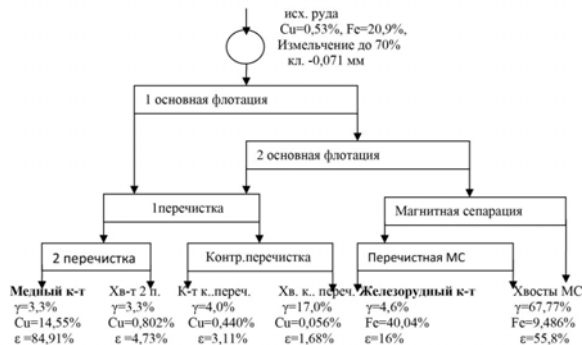 исх. руда
Cu=0,53%, Fe=20,9%,
Измельчение до 70%
кл. -0,071 мм
1 основная флотация
2 основная флотация
1перечистка
Магнитная сепарация
2 перечистка
Контр.перечистка
Перечистная МС
Медный к-т Хв-т 2 п. К-т к..переч. Хв. к.. переч. Железорудный к-т Хвосты МС
γ=3,3% γ=3,3% γ=4,0% γ=17,0% γ=4,6% γ=67,77%
Cu=14,55% Cu=0,802% Cu=0,440% Cu=0,056% Fe=40,04% Fe=9,486%
ε =84,91% ε=4,73% ε=3,11% ε=1,68% ε=16% ε=55,8%